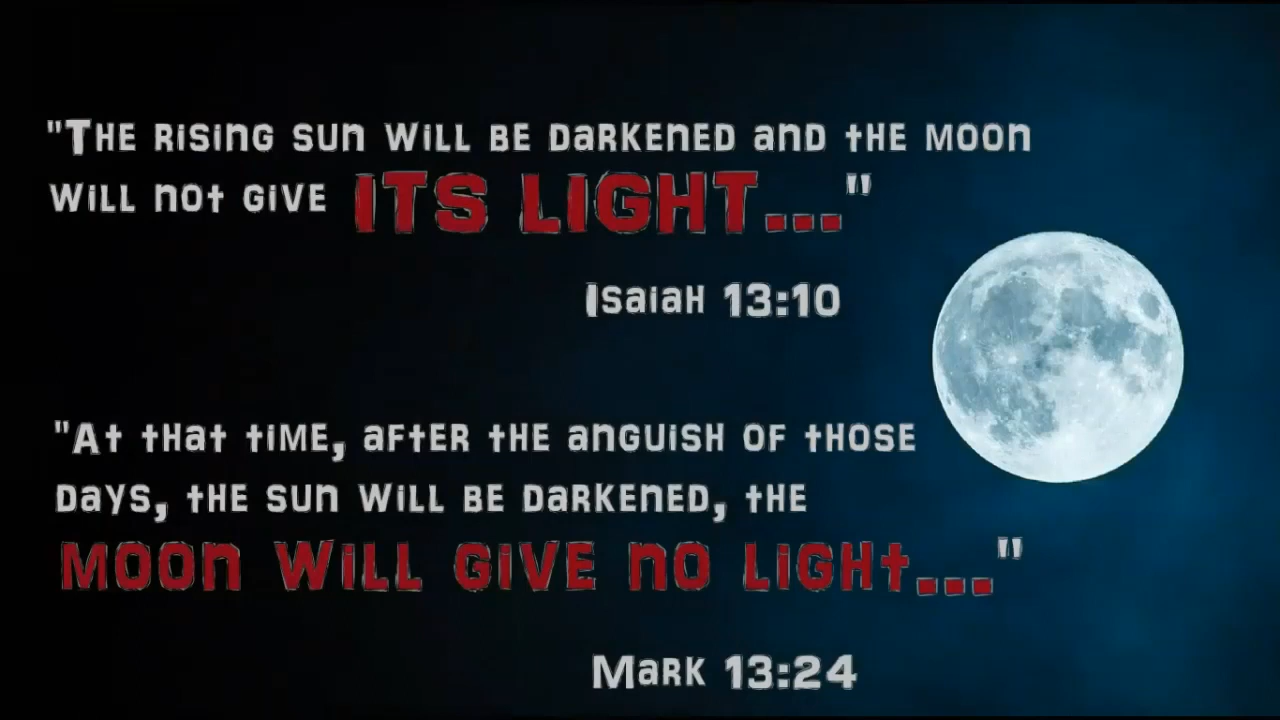 "The rising sun will be darkened and the moon
will not give ITS LIGHT..."
Isaiah 13:10
"At that time, after the anguish of those
days, the sun will be darkened, the
moon will give no light..."
Mark 13:24